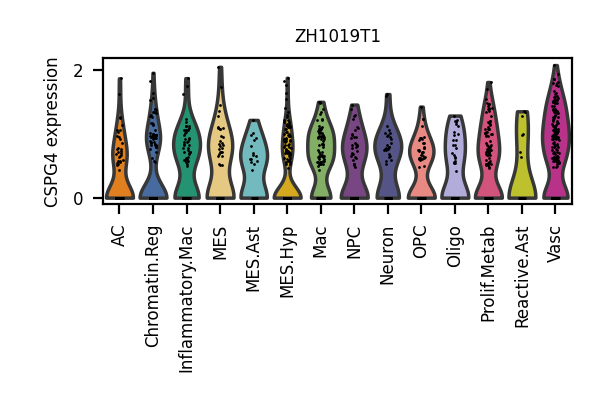 ZH1019T1
CSPG4 expression
2
0
AC
Chromatin.Reg
Inflammatory.Mac
MES
MES.Ast
MES.Hyp
Mac
NPC
Neuron
OPC
Oligo
Prolif.Metab
Reactive.Ast
Vasc